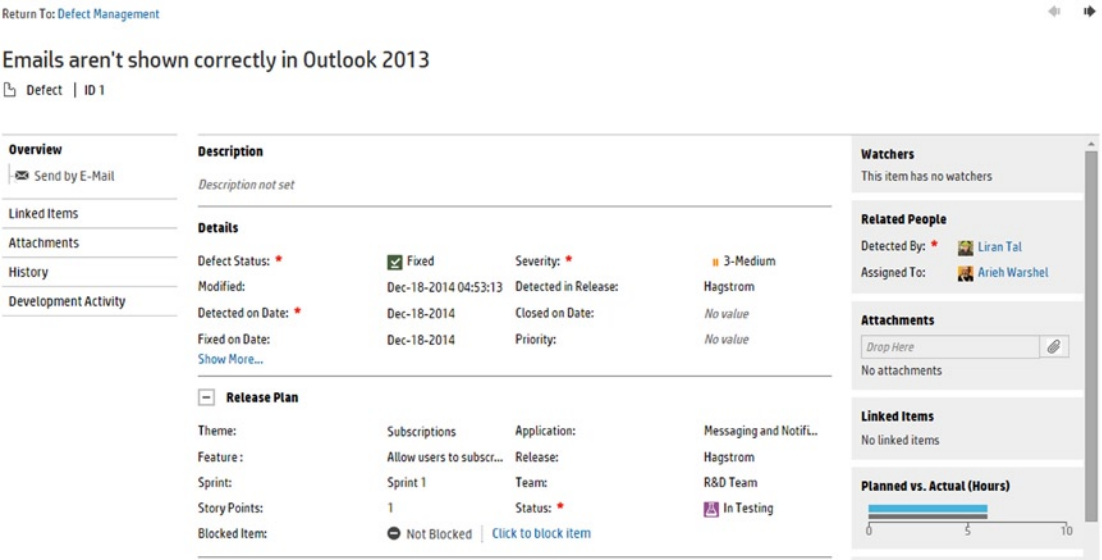 Return To: Defect Management
Emails aren't shown correctly in Outlook 2013
Defect | ID 1
Overview
Send by E-Mail
Linked Items
Attachments
History
Development Activity
Description
Description not set
Details
Defect Status: * Fixed Severity: * 3-Medium
Modified: Dec-18-2014 04:53:13 Detected in Release: Hagstrom
Detected on Date: * Dec-18-2014 Closed on Date: No value
Fixed on Date: Dec-18-2014 Priority: No value
Show More...
Release Plan
Theme: Subscriptions Application: Messaging and Notifi...
Feature : Allow users to subscr... Release: Hagstrom
Sprint: Sprint 1 Team: R&D Team
Story Points: 1 Status: * In Testing
Blocked Item: Not Blocked | Click to block item
Watchers
This item has no watchers
Related People
Detected By: * Liran Tal
Assigned To: Arieh Warshel
Attachments
Drop Here
No attachments
Linked Items
No linked items
Planned vs. Actual (Hours)
0 5 10